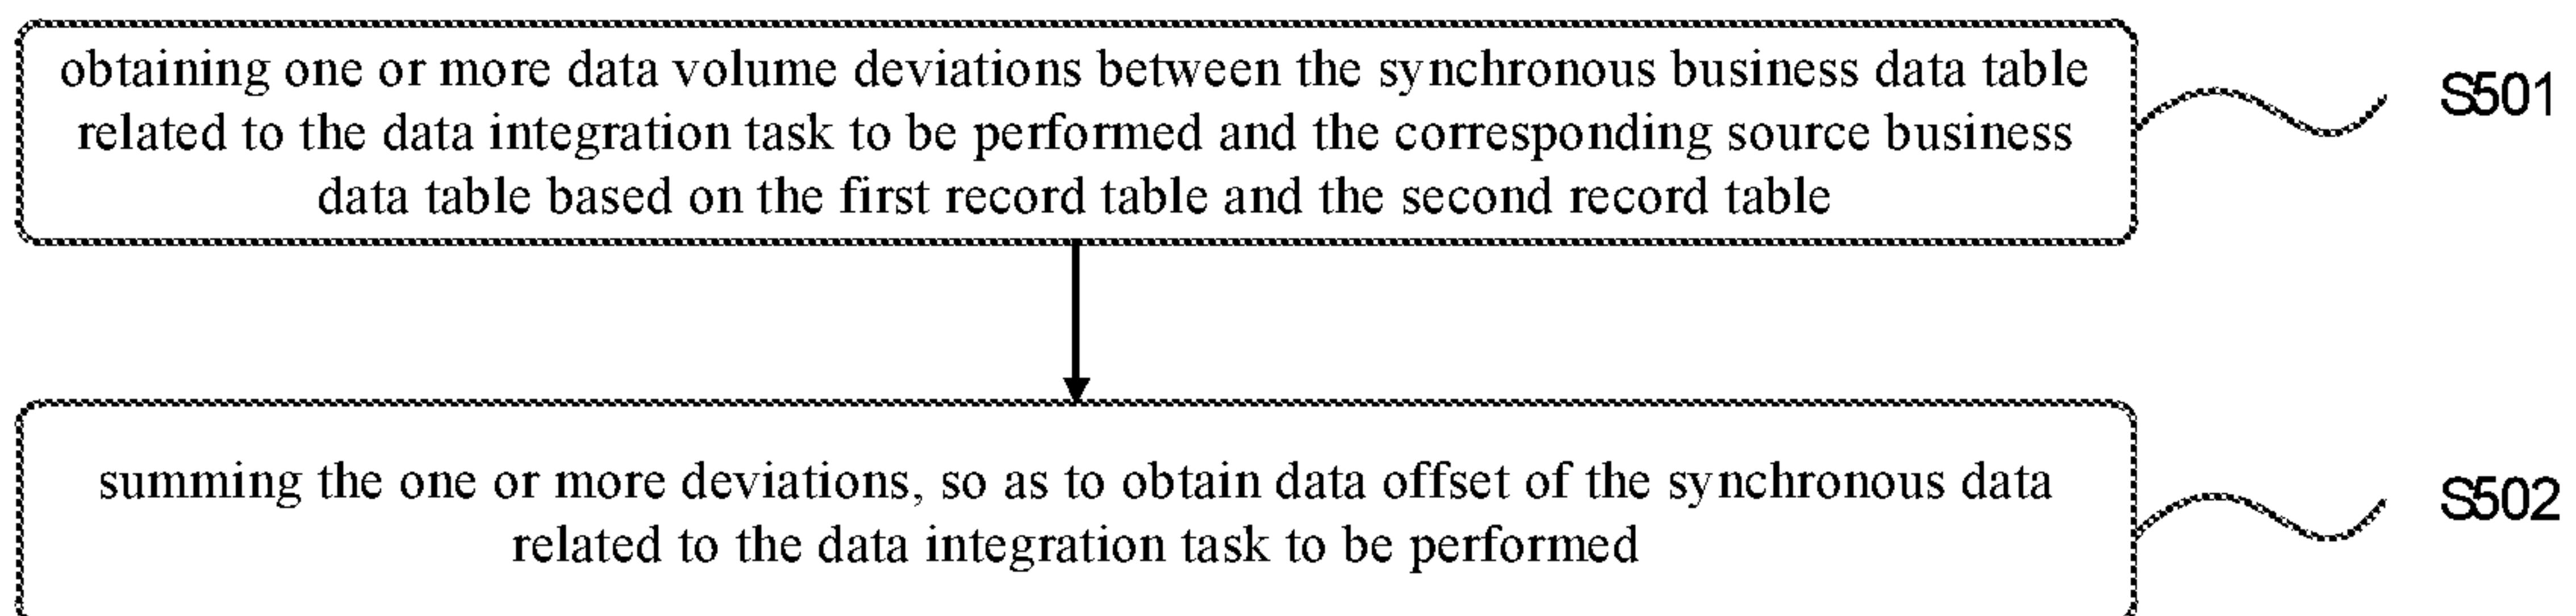 obtaining one or more data volume deviations between the synchronous business data table
related to the data integration task to be performed and the corresponding source business
data table based on the first record table and the second record table
S501
summing the one or more deviations, so as to obtain data offset of the synchronous data
related to the data integration task to be performed
S502